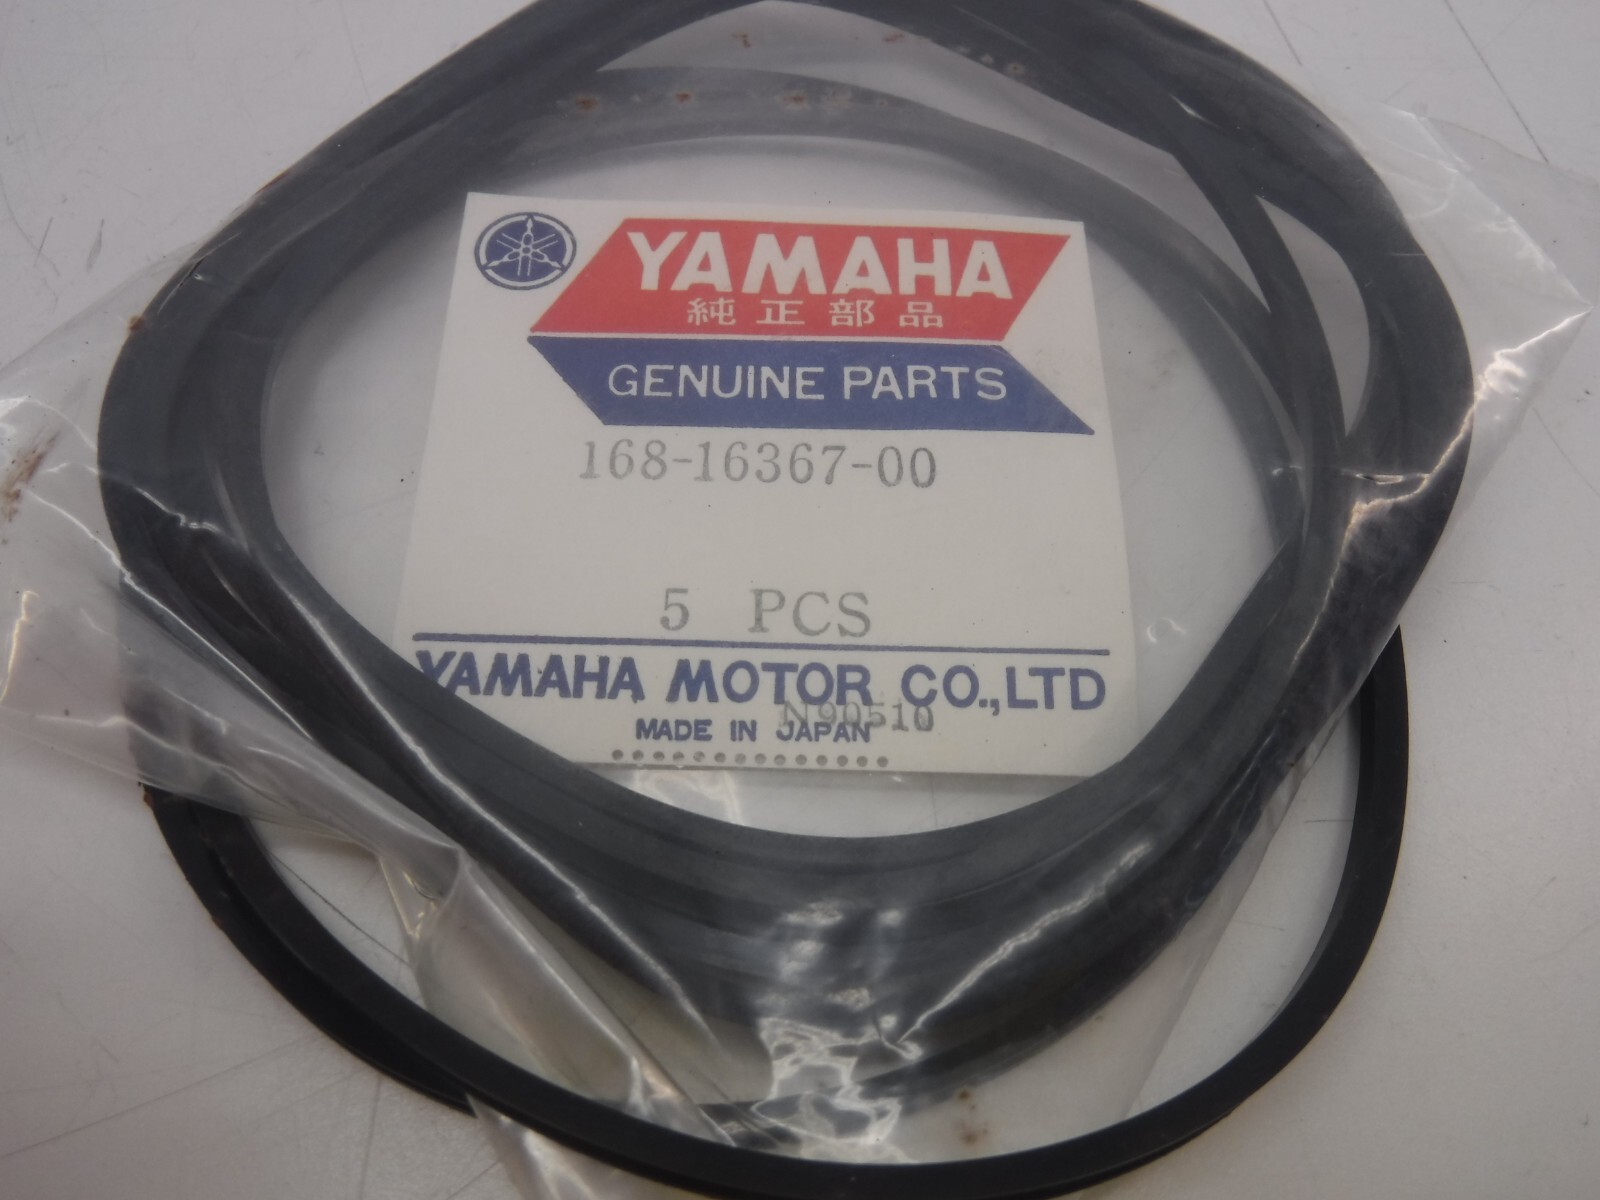 YAMAHA
純正部品
GENUINE PARTS
168-16367-00
5 PCS
YAMAHA MOTOR CO.,LTD
N90510
MADE IN JAPAN